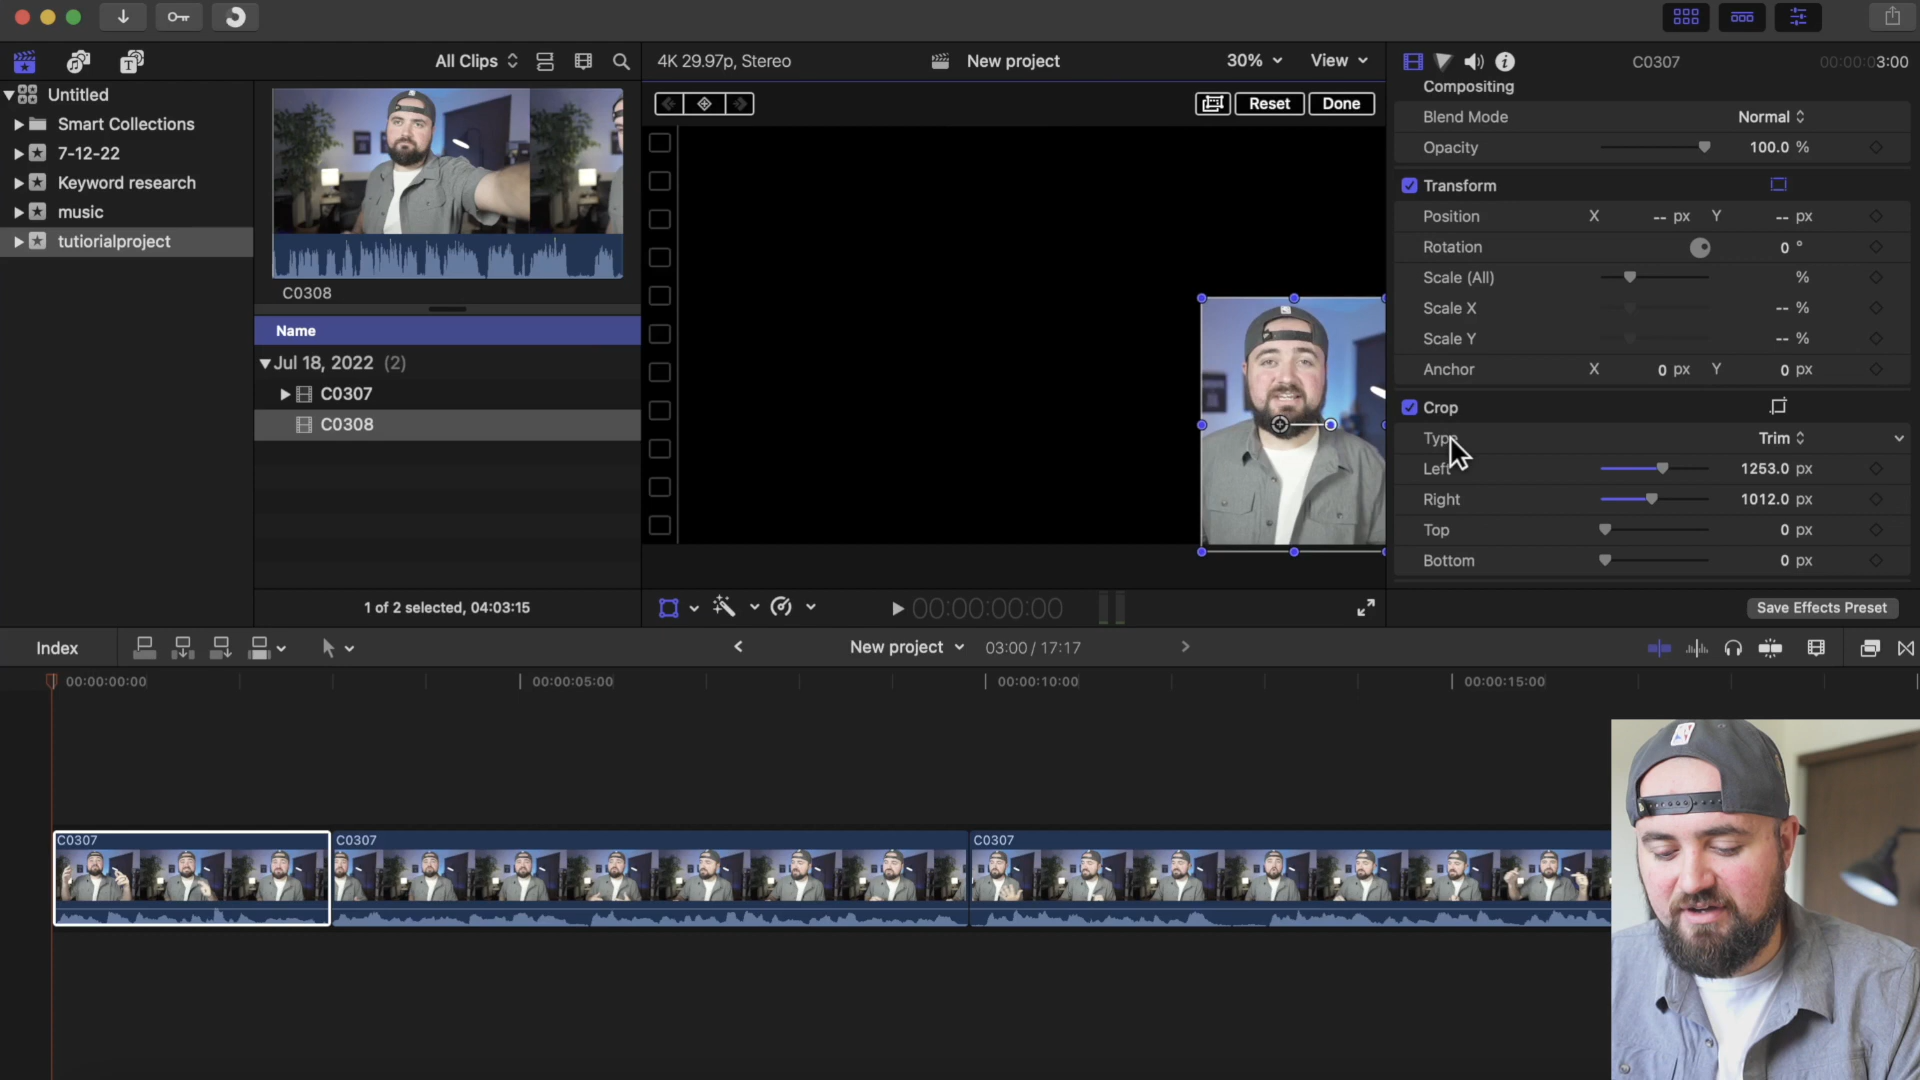 All Clips
4K 29.97p, Stereo
New project
30%
View
C0307
00:00:03:00
Untitled
Smart Collections
7-12-22
Keyword research
music
tutiorialproject
C0308
Name
Jul 18, 2022 (2)
C0307
C0308
1 of 2 selected, 04:03:15
Reset
Done
00:00:00:00
Compositing
Blend Mode Normal
Opacity 100.0 %
Transform
Position X -- px Y -- px
Rotation 0 °
Scale (All) %
Scale X -- %
Scale Y -- %
Anchor X 0 px Y 0 px
Crop
Type Trim
Left 1253.0 px
Right 1012.0 px
Top 0 px
Bottom 0 px
Save Effects Preset
Index
New project
03:00 / 17:17
00:00:00:00
00:00:05:00
00:00:10:00
00:00:15:00
C0307
C0307
C0307